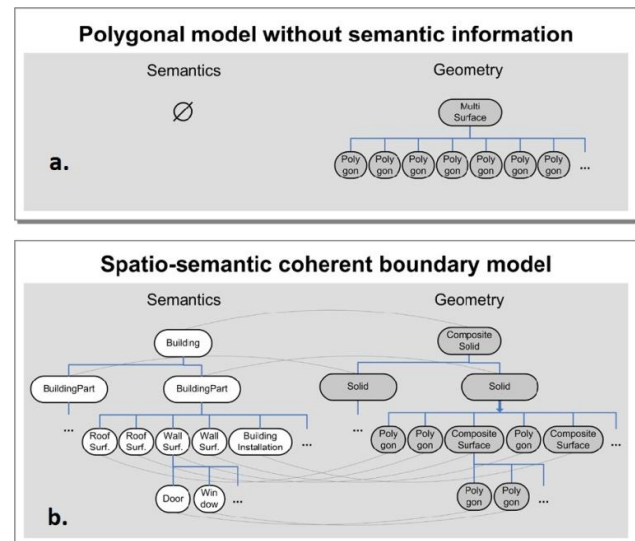 Polygonal model without semantic information
Semantics
Geometry
∅
Multi
Surface
Poly
gon
Poly
gon
Poly
gon
Poly
gon
Poly
gon
Poly
gon
Poly
gon
...
a.
Spatio-semantic coherent boundary model
Semantics
Geometry
Building
Composite
Solid
BuildingPart
BuildingPart
Solid
Solid
...
Roof
Surf.
Roof
Surf.
Wall
Surf.
Wall
Surf.
Building
Installation
...
...
Poly
gon
Poly
gon
Composite
Surface
Poly
gon
Composite
Surface
...
Door
Win
dow
...
Poly
gon
Poly
gon
...
b.